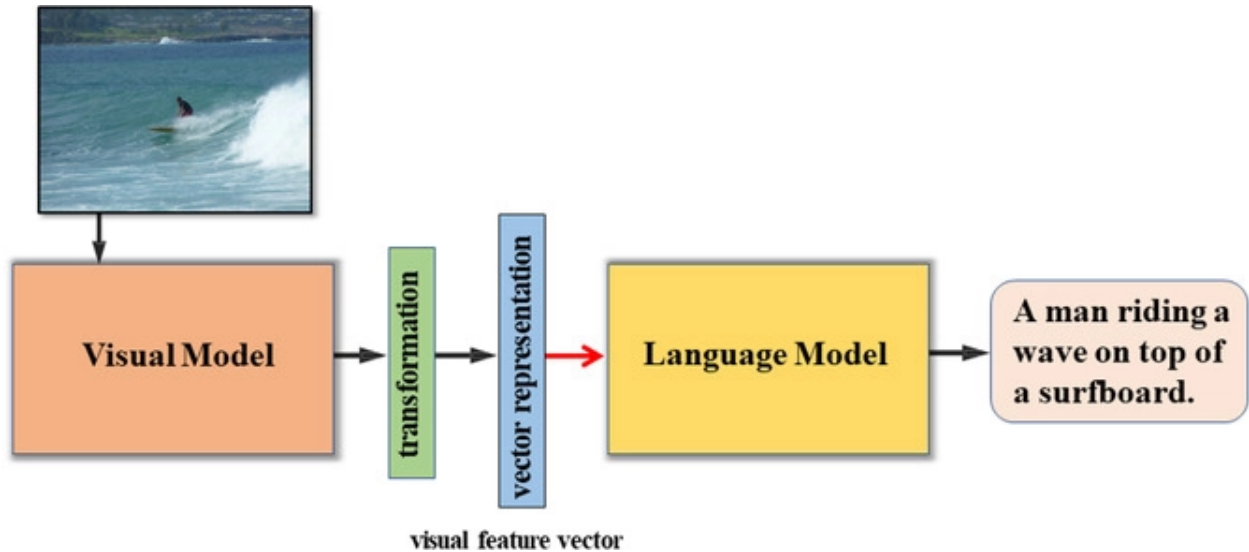 Visual Model
transformation
vector representation
Language Model
A man riding a
wave on top of
a surfboard.
visual feature vector